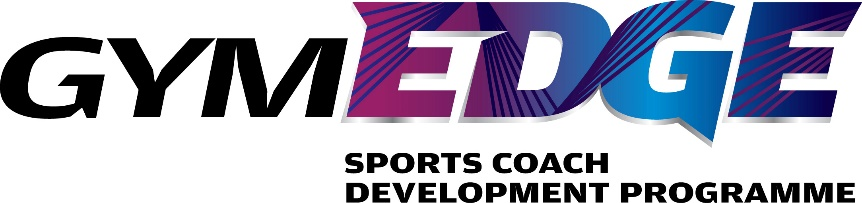 GYMEDGE
SPORTS COACH
DEVELOPMENT PROGRAMME